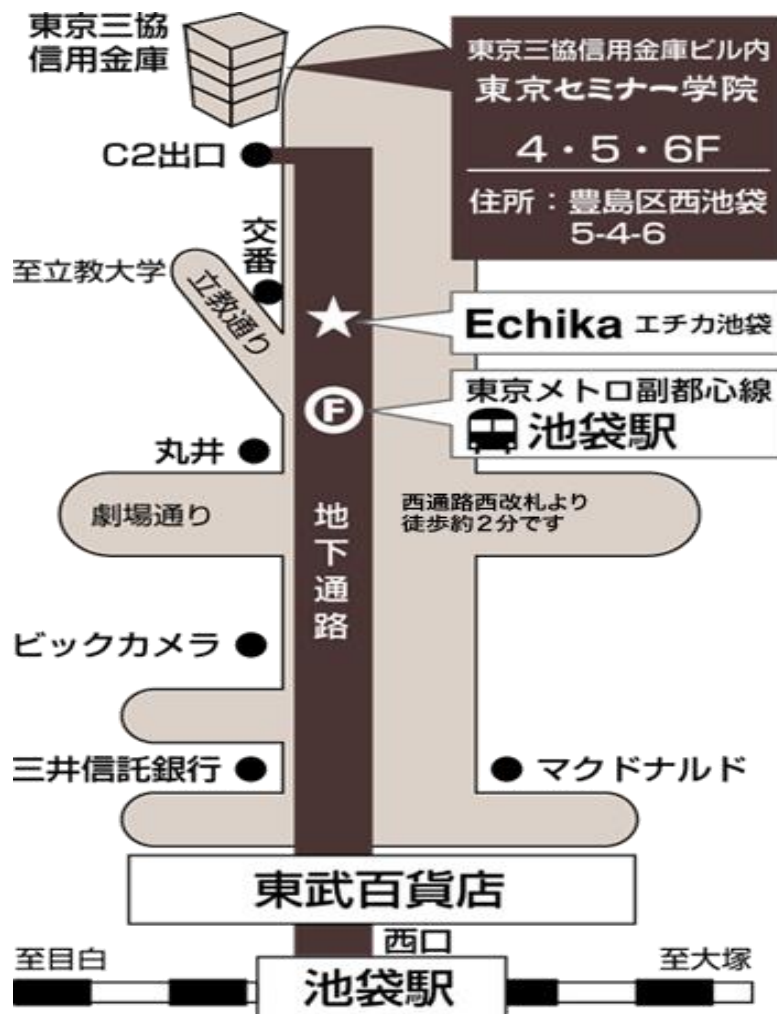 東京三協
信用金庫
東京三協信用金庫ビル内
東京セミナー学院
4・5・6F
住所：豊島区西池袋
5-4-6
C2出口
交番
至立教大学
立教通り
Echika エチカ池袋
F
東京メトロ副都心線
池袋駅
丸井
劇場通り
西通路西改札より
徒歩約2分です
地下通路
ビックカメラ
三井信託銀行
マクドナルド
東武百貨店
西口
至目白
至大塚
池袋駅